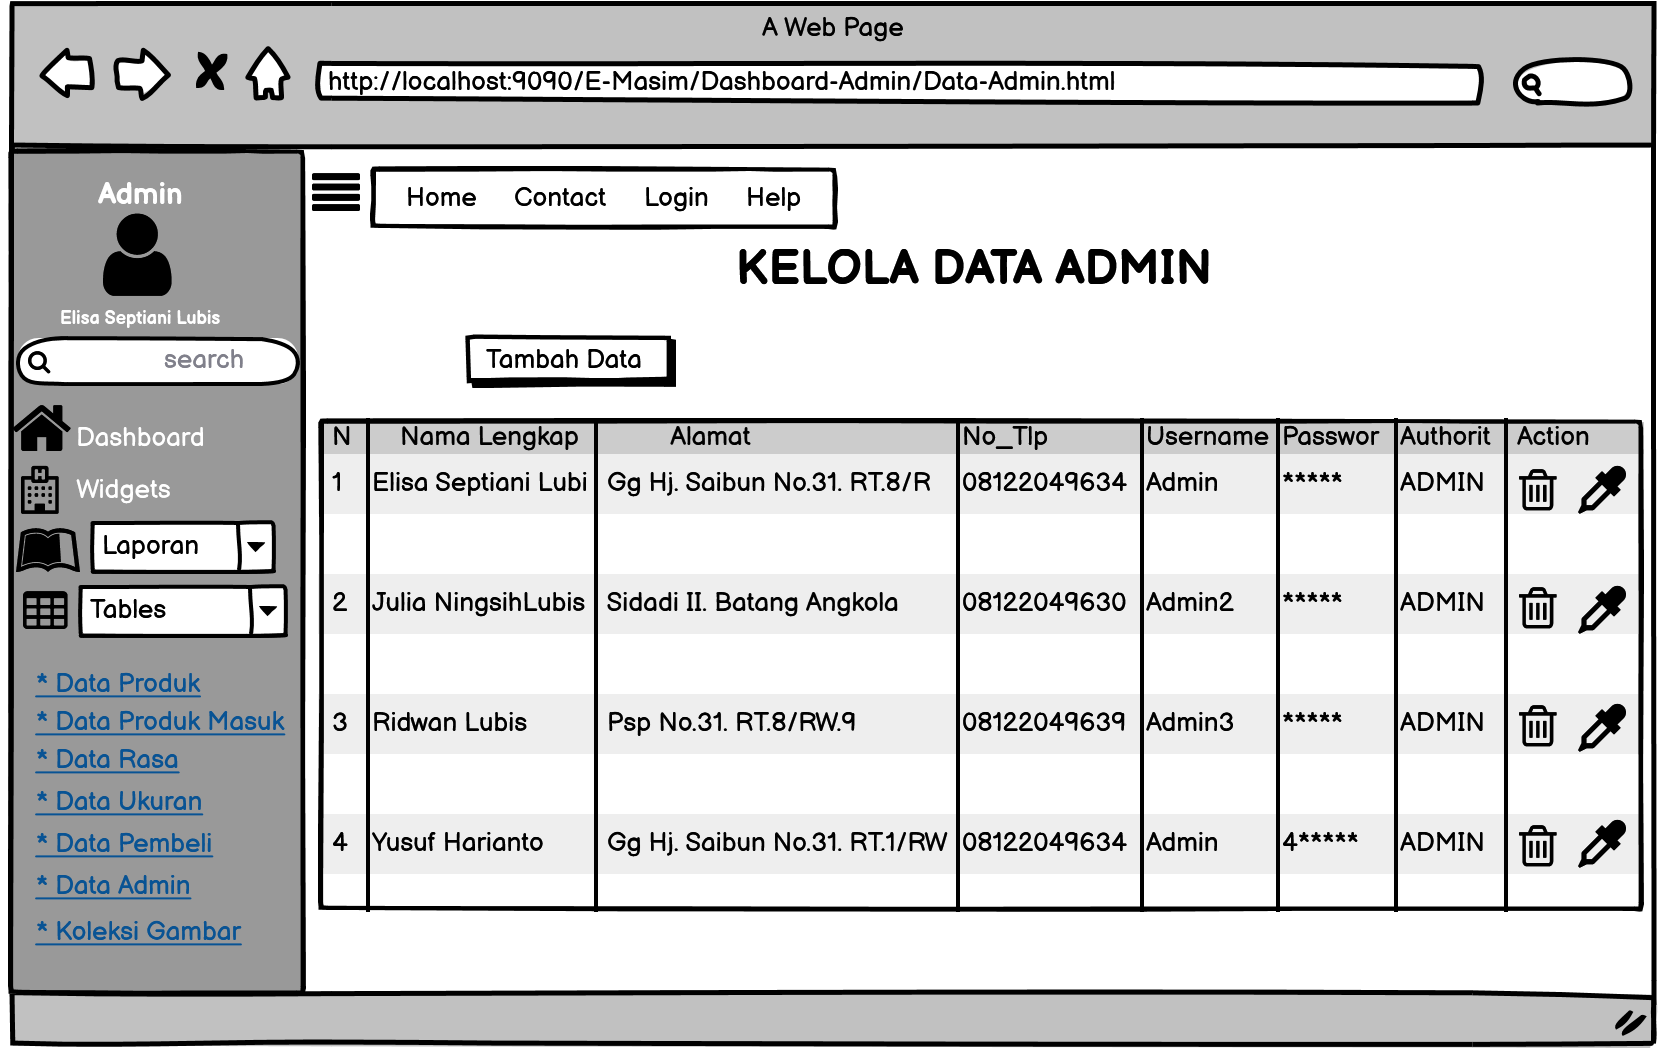 A Web Page
http://localhost:9090/E-Masim/Dashboard-Admin/Data-Admin.html
Admin
Elisa Septiani Lubis
search
Dashboard
Widgets
Laporan
Tables
* Data Produk
* Data Produk Masuk
* Data Rasa
* Data Ukuran
* Data Pembeli
* Data Admin
* Koleksi Gambar
Home Contact Login Help
KELOLA DATA ADMIN
Tambah Data
N Nama Lengkap Alamat No_Tlp Username Passwor Authorit Action
1 Elisa Septiani Lubi Gg Hj. Saibun No.31. RT.8/R 08122049634 Admin ***** ADMIN
2 Julia NingsihLubis Sidadi II. Batang Angkola 08122049630 Admin2 ***** ADMIN
3 Ridwan Lubis Psp No.31. RT.8/RW.9 08122049639 Admin3 ***** ADMIN
4 Yusuf Harianto Gg Hj. Saibun No.31. RT.1/RW 08122049634 Admin 4***** ADMIN